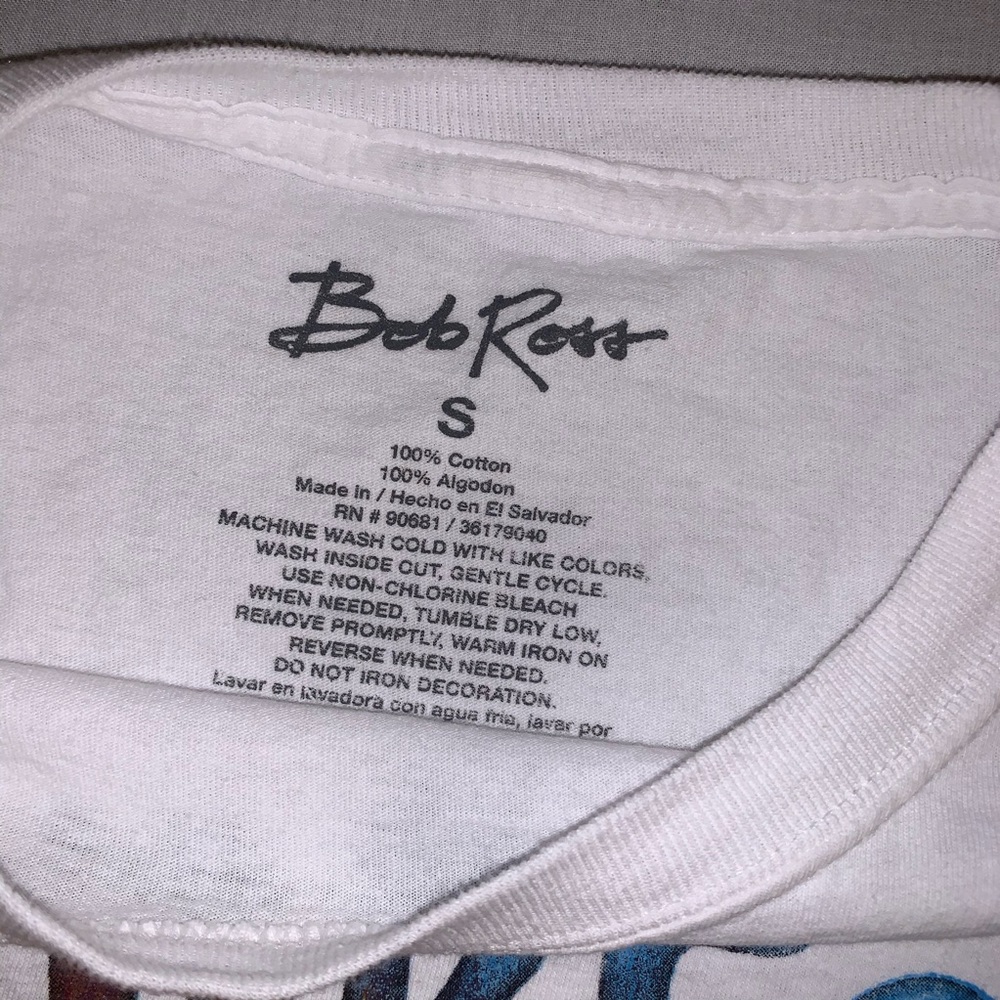 Bob Ross
S
100% Cotton
100% Algodon
Made in / Hecho en El Salvador
RN # 90681 / 36179040
MACHINE WASH COLD WITH LIKE COLORS,
WASH INSIDE OUT, GENTLE CYCLE.
USE NON-CHLORINE BLEACH
WHEN NEEDED, TUMBLE DRY LOW,
REMOVE PROMPTLY, WARM IRON ON
REVERSE WHEN NEEDED.
DO NOT IRON DECORATION.
Lavar en lavadora con agua fria, lavar por